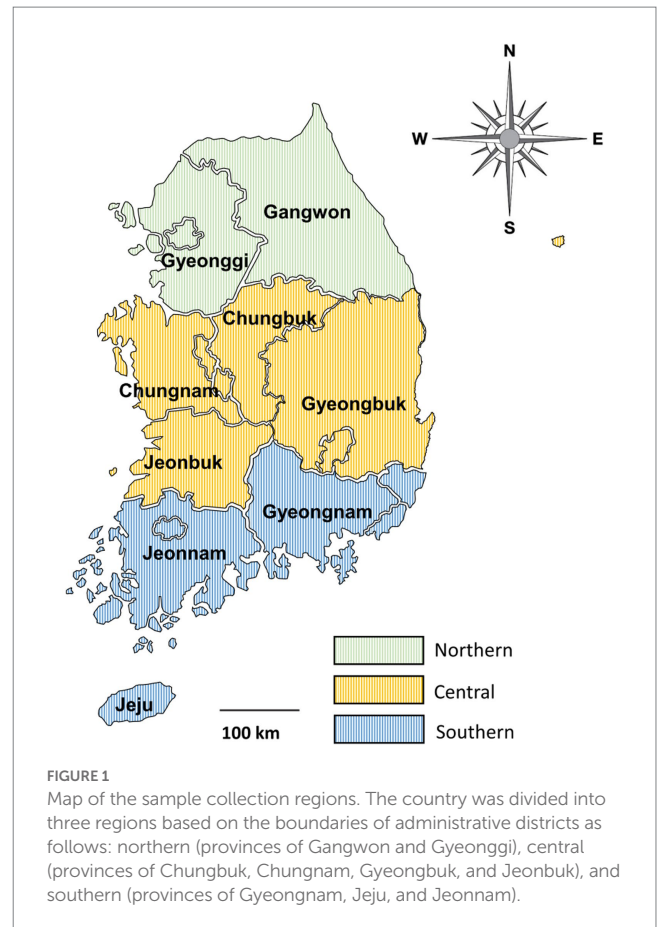 N
W
E
S
Gangwon
Gyeonggi
Chungbuk
Chungnam
Gyeongbuk
Jeonbuk
Gyeongnam
Jeonnam
Jeju
100 km
Northern
Central
Southern
FIGURE 1
Map of the sample collection regions. The country was divided into
three regions based on the boundaries of administrative districts as
follows: northern (provinces of Gangwon and Gyeonggi), central
(provinces of Chungbuk, Chungnam, Gyeongbuk, and Jeonbuk), and
southern (provinces of Gyeongnam, Jeju, and Jeonnam).